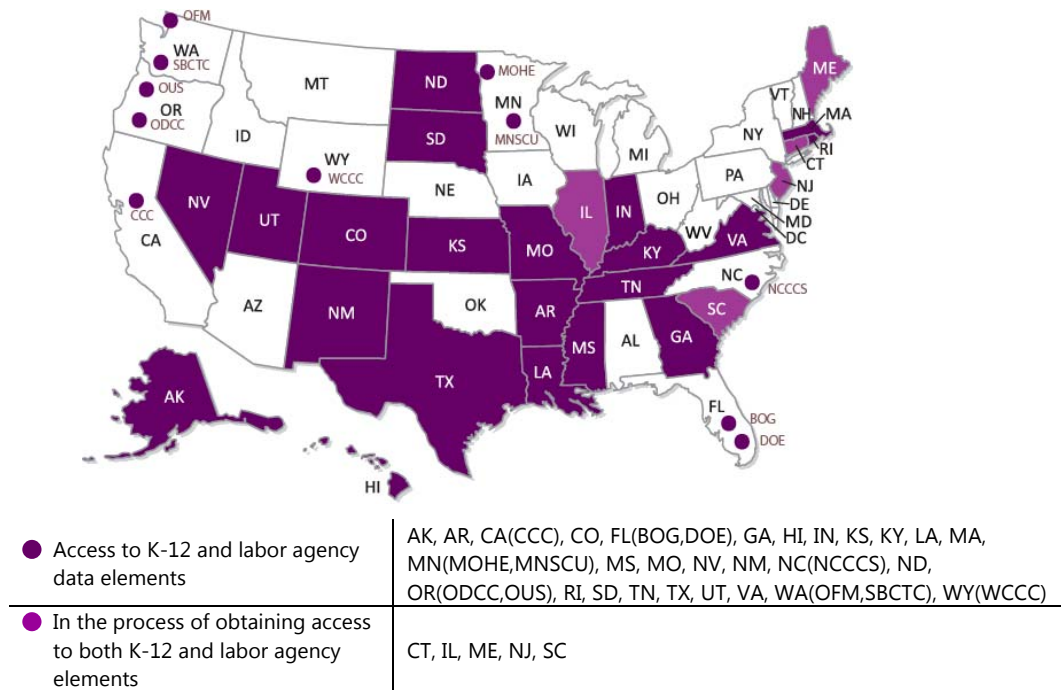 OFM
WA
SBCTC
OUS
OR
ODCC
MT
ID
ND
MOHE
MN
MNSCU
SD
WI
MI
ME
VT
NH
MA
NY
RI
CT
WY
WCCC
NE
IA
PA
NJ
DE
MD
DC
OH
IL
IN
WV
VA
NV
UT
CO
KS
MO
KY
CCC
CA
AZ
NM
OK
AR
TN
NC
NCCCS
SC
MS
AL
GA
LA
TX
AK
HI
FL
BOG
DOE
Access to K-12 and labor agency
data elements
AK, AR, CA(CCC), CO, FL(BOG,DOE), GA, HI, IN, KS, KY, LA, MA,
MN(MOHE,MNSCU), MS, MO, NV, NM, NC(NCCCS), ND,
OR(ODCC,OUS), RI, SD, TN, TX, UT, VA, WA(OFM,SBCTC), WY(WCCC)
In the process of obtaining access
to both K-12 and labor agency
elements
CT, IL, ME, NJ, SC